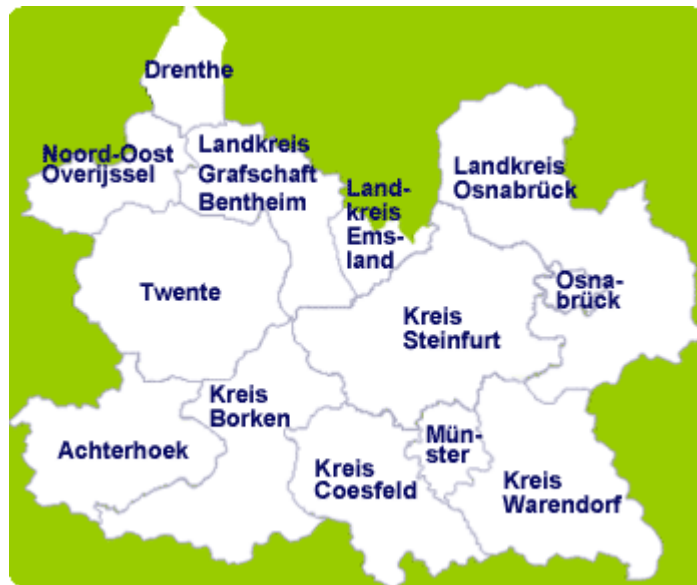 Drenthe
Noord-Oost
Overijssel
Landkreis
Grafschaft
Bentheim
Land-
kreis
Ems-
land
Landkreis
Osnabrück
Twente
Osna-
brück
Kreis
Steinfurt
Kreis
Borken
Achterhoek
Mün-
ster
Kreis
Coesfeld
Kreis
Warendorf